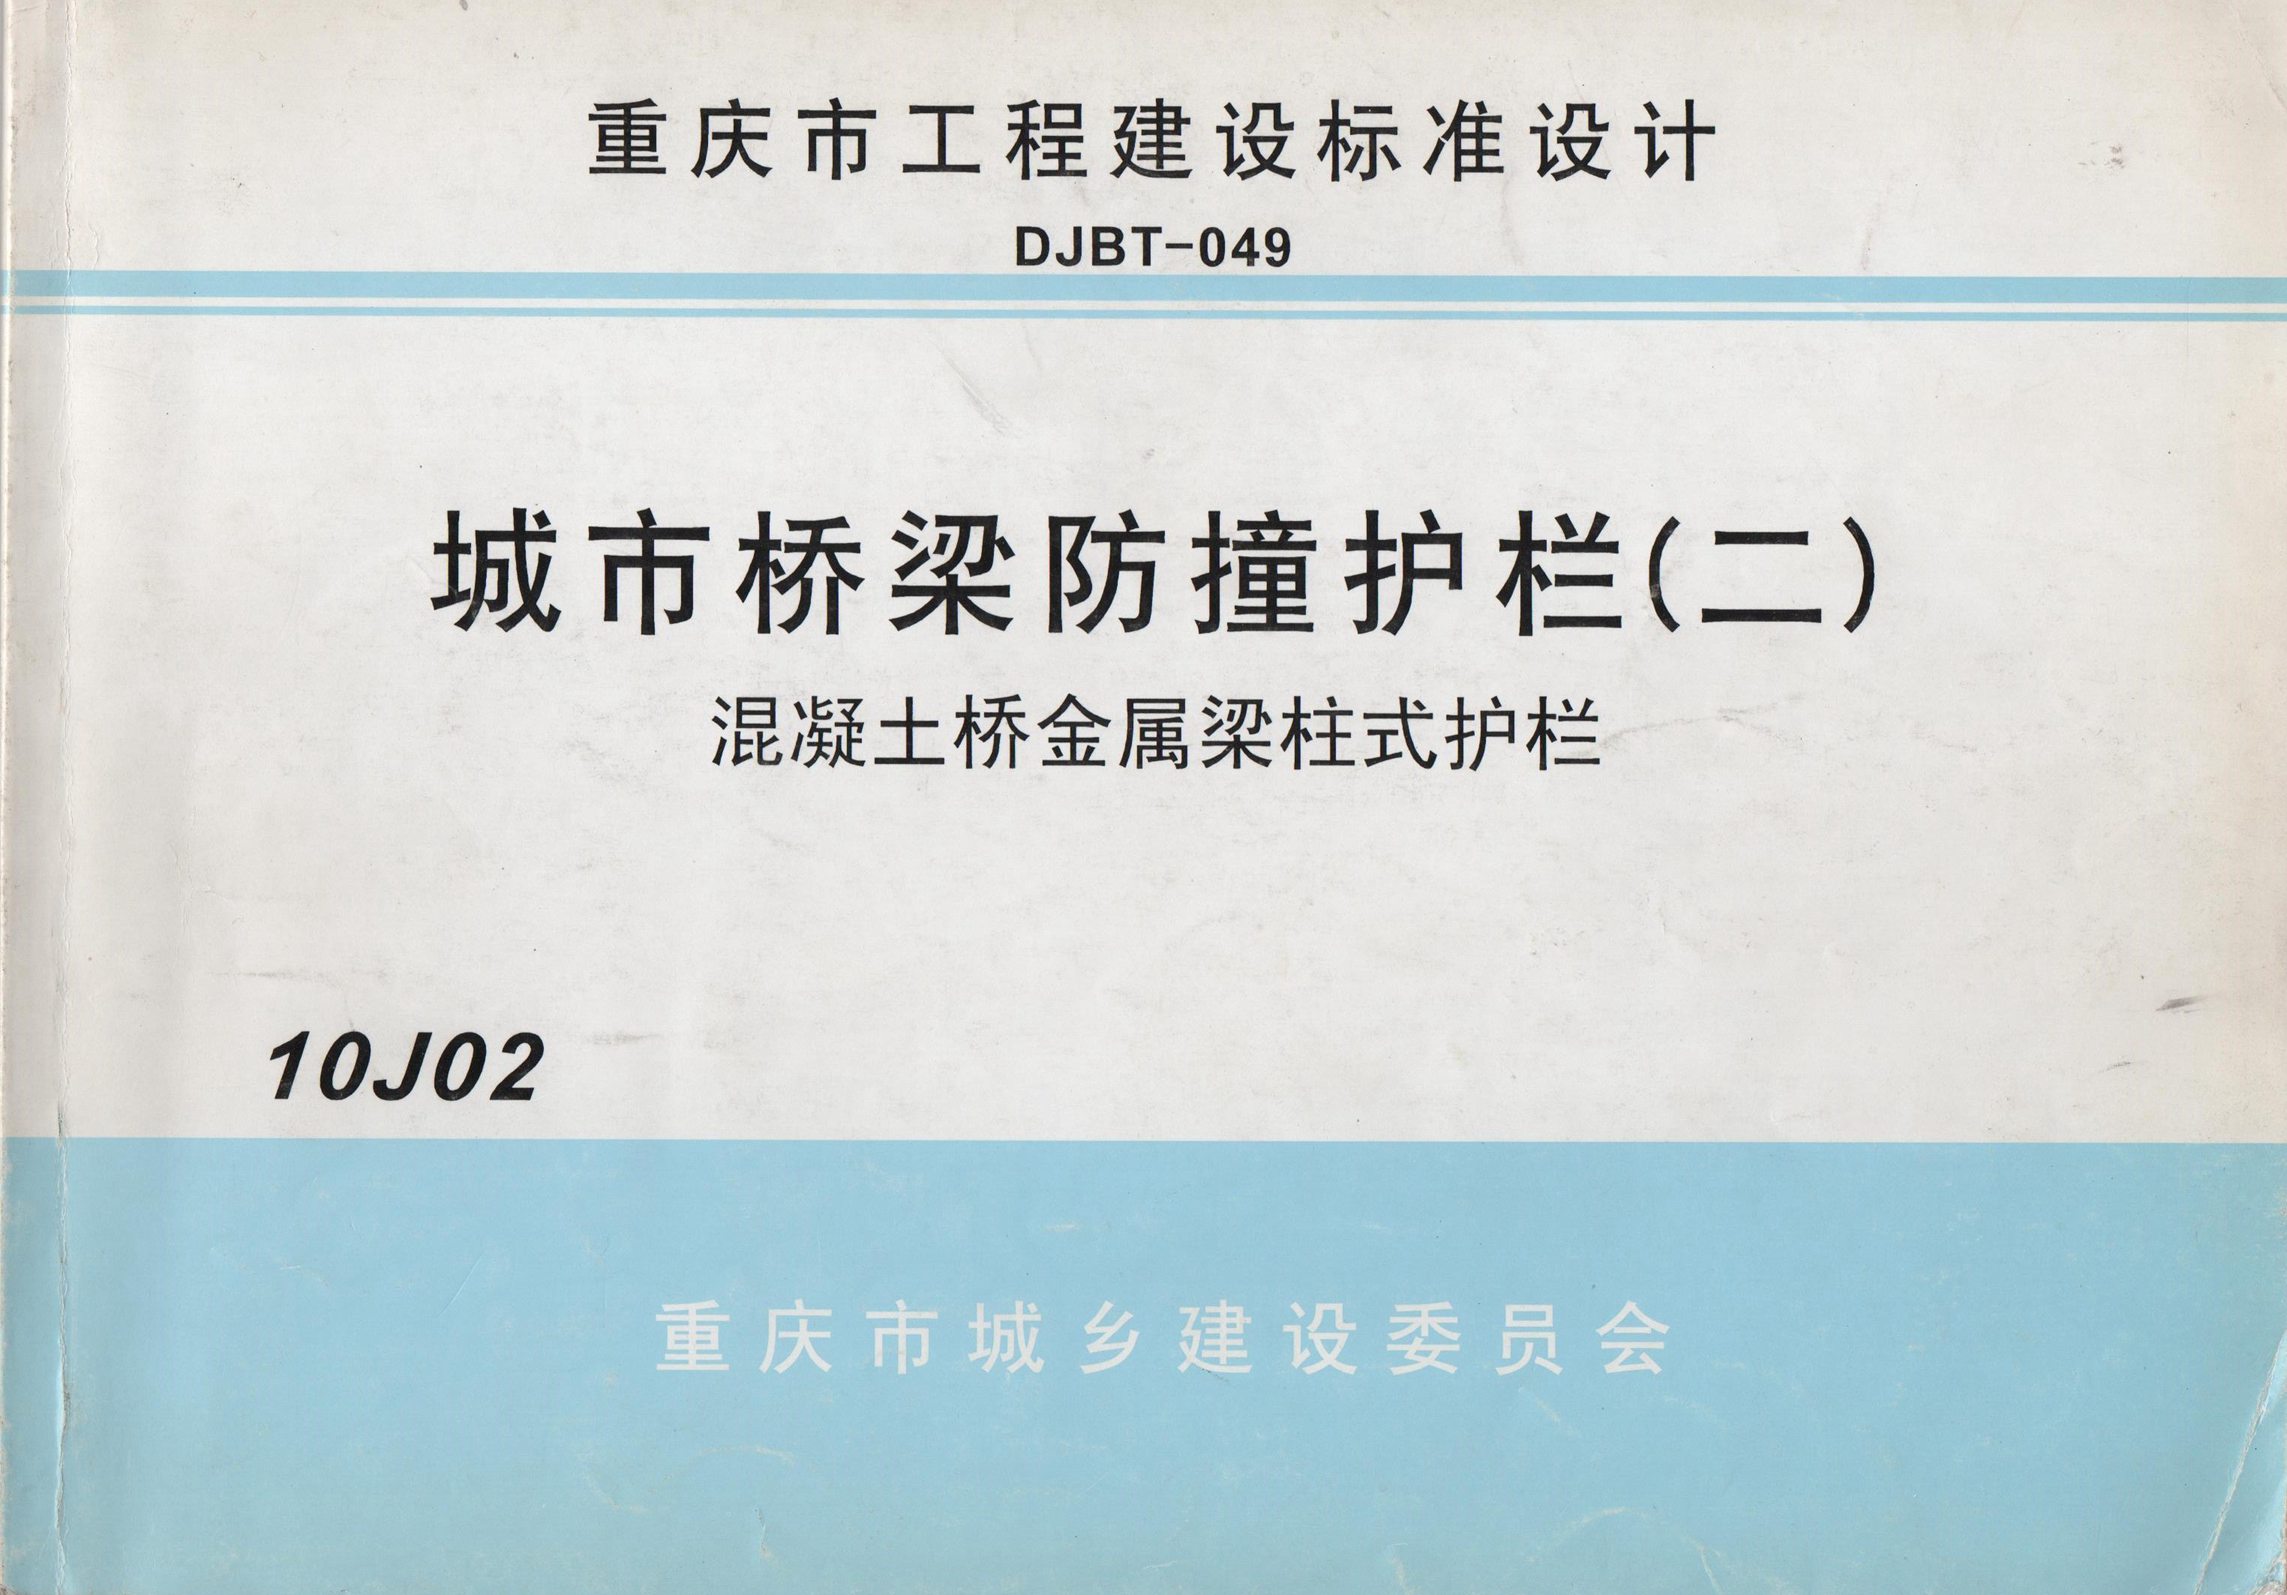 重庆市工程建设标准设计
DJBT-049
城市桥梁防撞护栏(二)
混凝土桥金属梁柱式护栏
10J02
重庆市城乡建设委员会